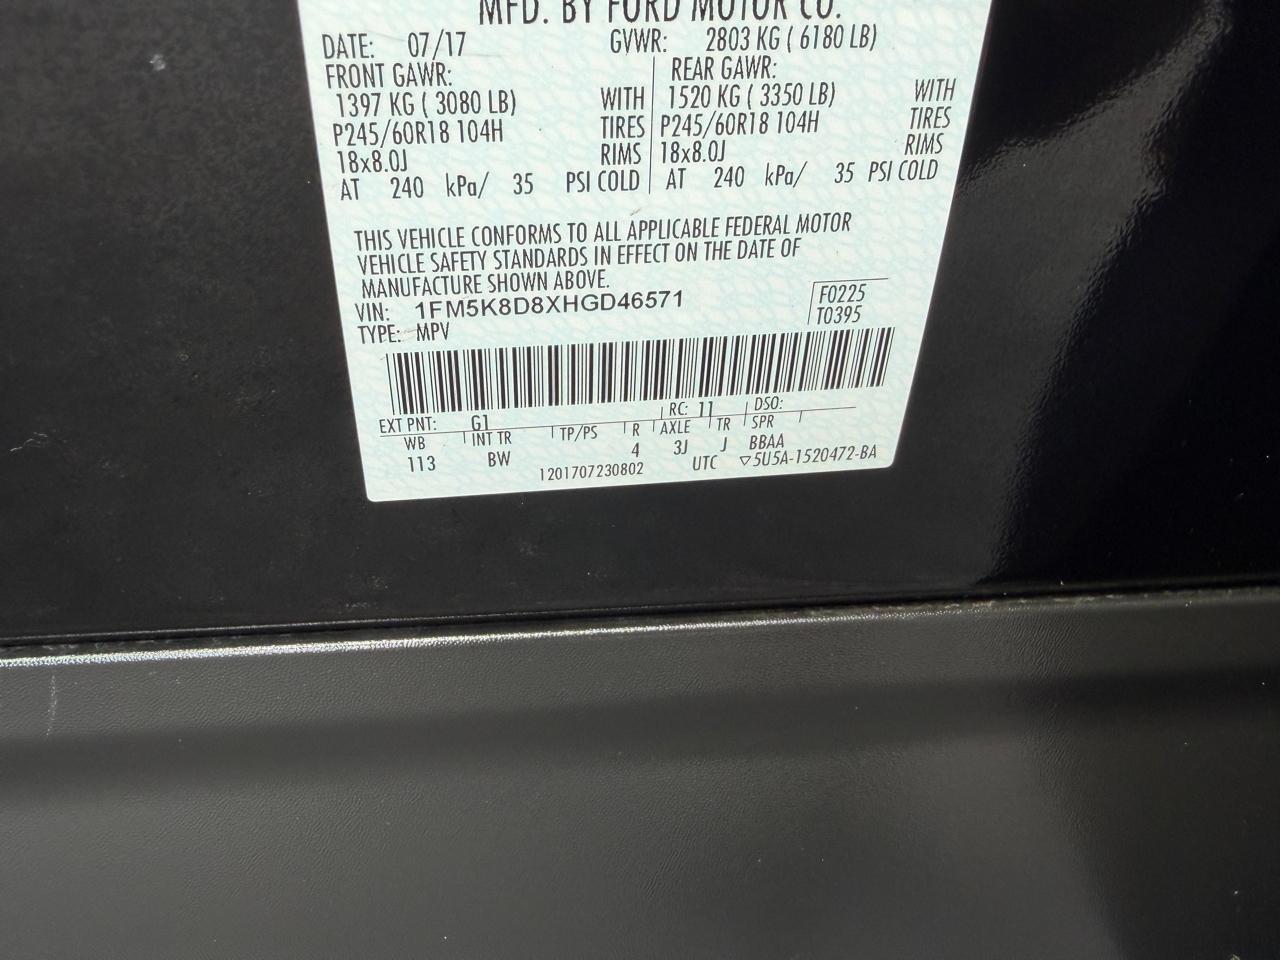 MFD. BY FORD MOTOR CO.
DATE: 07/17 GVWR: 2803 KG ( 6180 LB)
FRONT GAWR: REAR GAWR:
1397 KG ( 3080 LB) WITH 1520 KG ( 3350 LB) WITH
P245/60R18 104H TIRES P245/60R18 104H TIRES
18x8.0J RIMS 18x8.0J RIMS
AT 240 kPa/ 35 PSI COLD AT 240 kPa/ 35 PSI COLD
THIS VEHICLE CONFORMS TO ALL APPLICABLE FEDERAL MOTOR
VEHICLE SAFETY STANDARDS IN EFFECT ON THE DATE OF
MANUFACTURE SHOWN ABOVE.
VIN: 1FM5K8D8XHGD46571 F0225
TYPE: MPV T0395
EXT PNT: G1 RC: 11 DSO:
WB INT TR TP/PS R AXLE TR SPR
113 BW 4 3J J BBAA
1201707230802 UTC ▽5U5A-1520472-BA